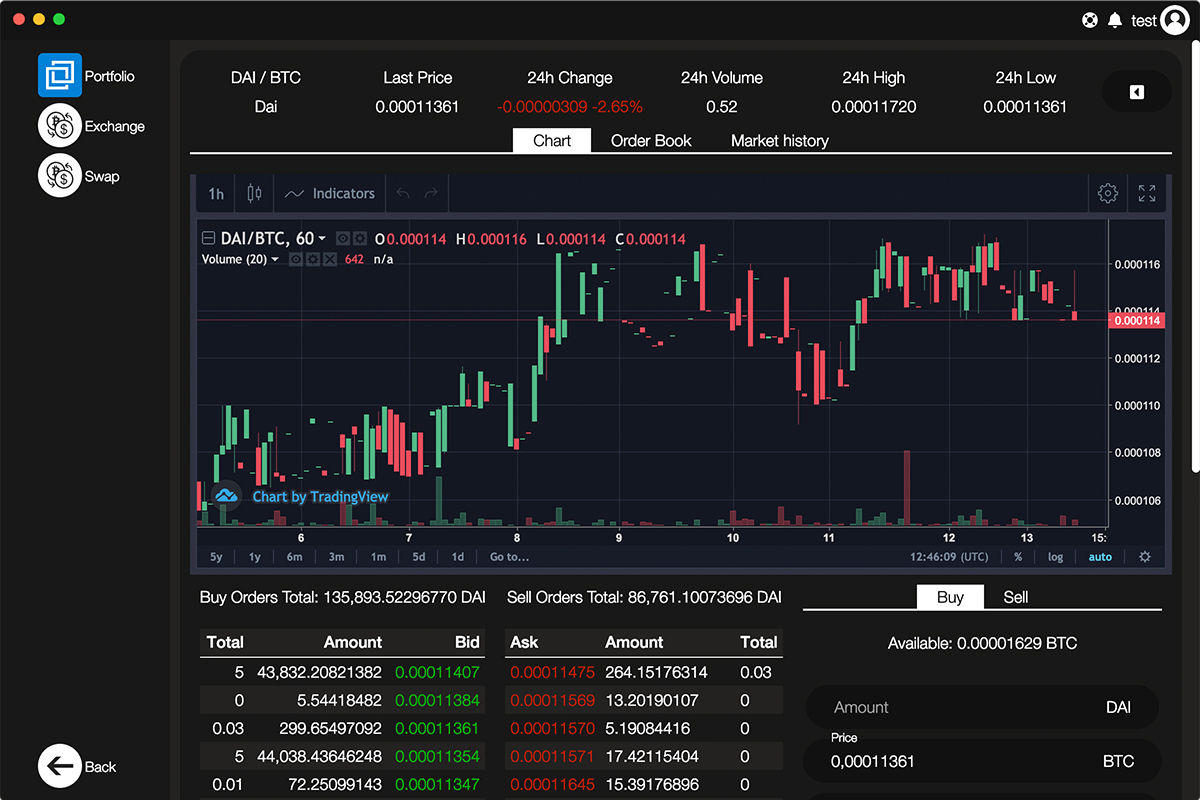 test
Portfolio
Exchange
Swap
Back
DAI / BTC Last Price 24h Change 24h Volume 24h High 24h Low
Dai 0.00011361 -0.00000309 -2.65% 0.52 0.00011720 0.00011361
Chart Order Book Market history
1h Indicators
DAI/BTC, 60 O0.000114 H0.000116 L0.000114 C0.000114
Volume (20) 642 n/a
0.000116
0.000114
0.000114
0.000112
0.000110
0.000108
0.000106
Chart by TradingView
6 7 8 9 10 11 12 13 15:
5y 1y 6m 3m 1m 5d 1d Go to... 12:46:09 (UTC) % log auto
Buy Orders Total: 135,893.52296770 DAI
Total Amount Bid
5 43,832.20821382 0.00011407
0 5.54418482 0.00011384
0.03 299.65497092 0.00011361
5 44,038.43646248 0.00011354
0.01 72.25099143 0.00011347
Sell Orders Total: 86,761.10073696 DAI
Ask Amount Total
0.00011475 264.15176314 0.03
0.00011569 13.20190107 0
0.00011570 5.19084416 0
0.00011571 17.42115404 0
0.00011645 15.39176896 0
Buy Sell
Available: 0.00001629 BTC
Amount DAI
Price
0,00011361 BTC